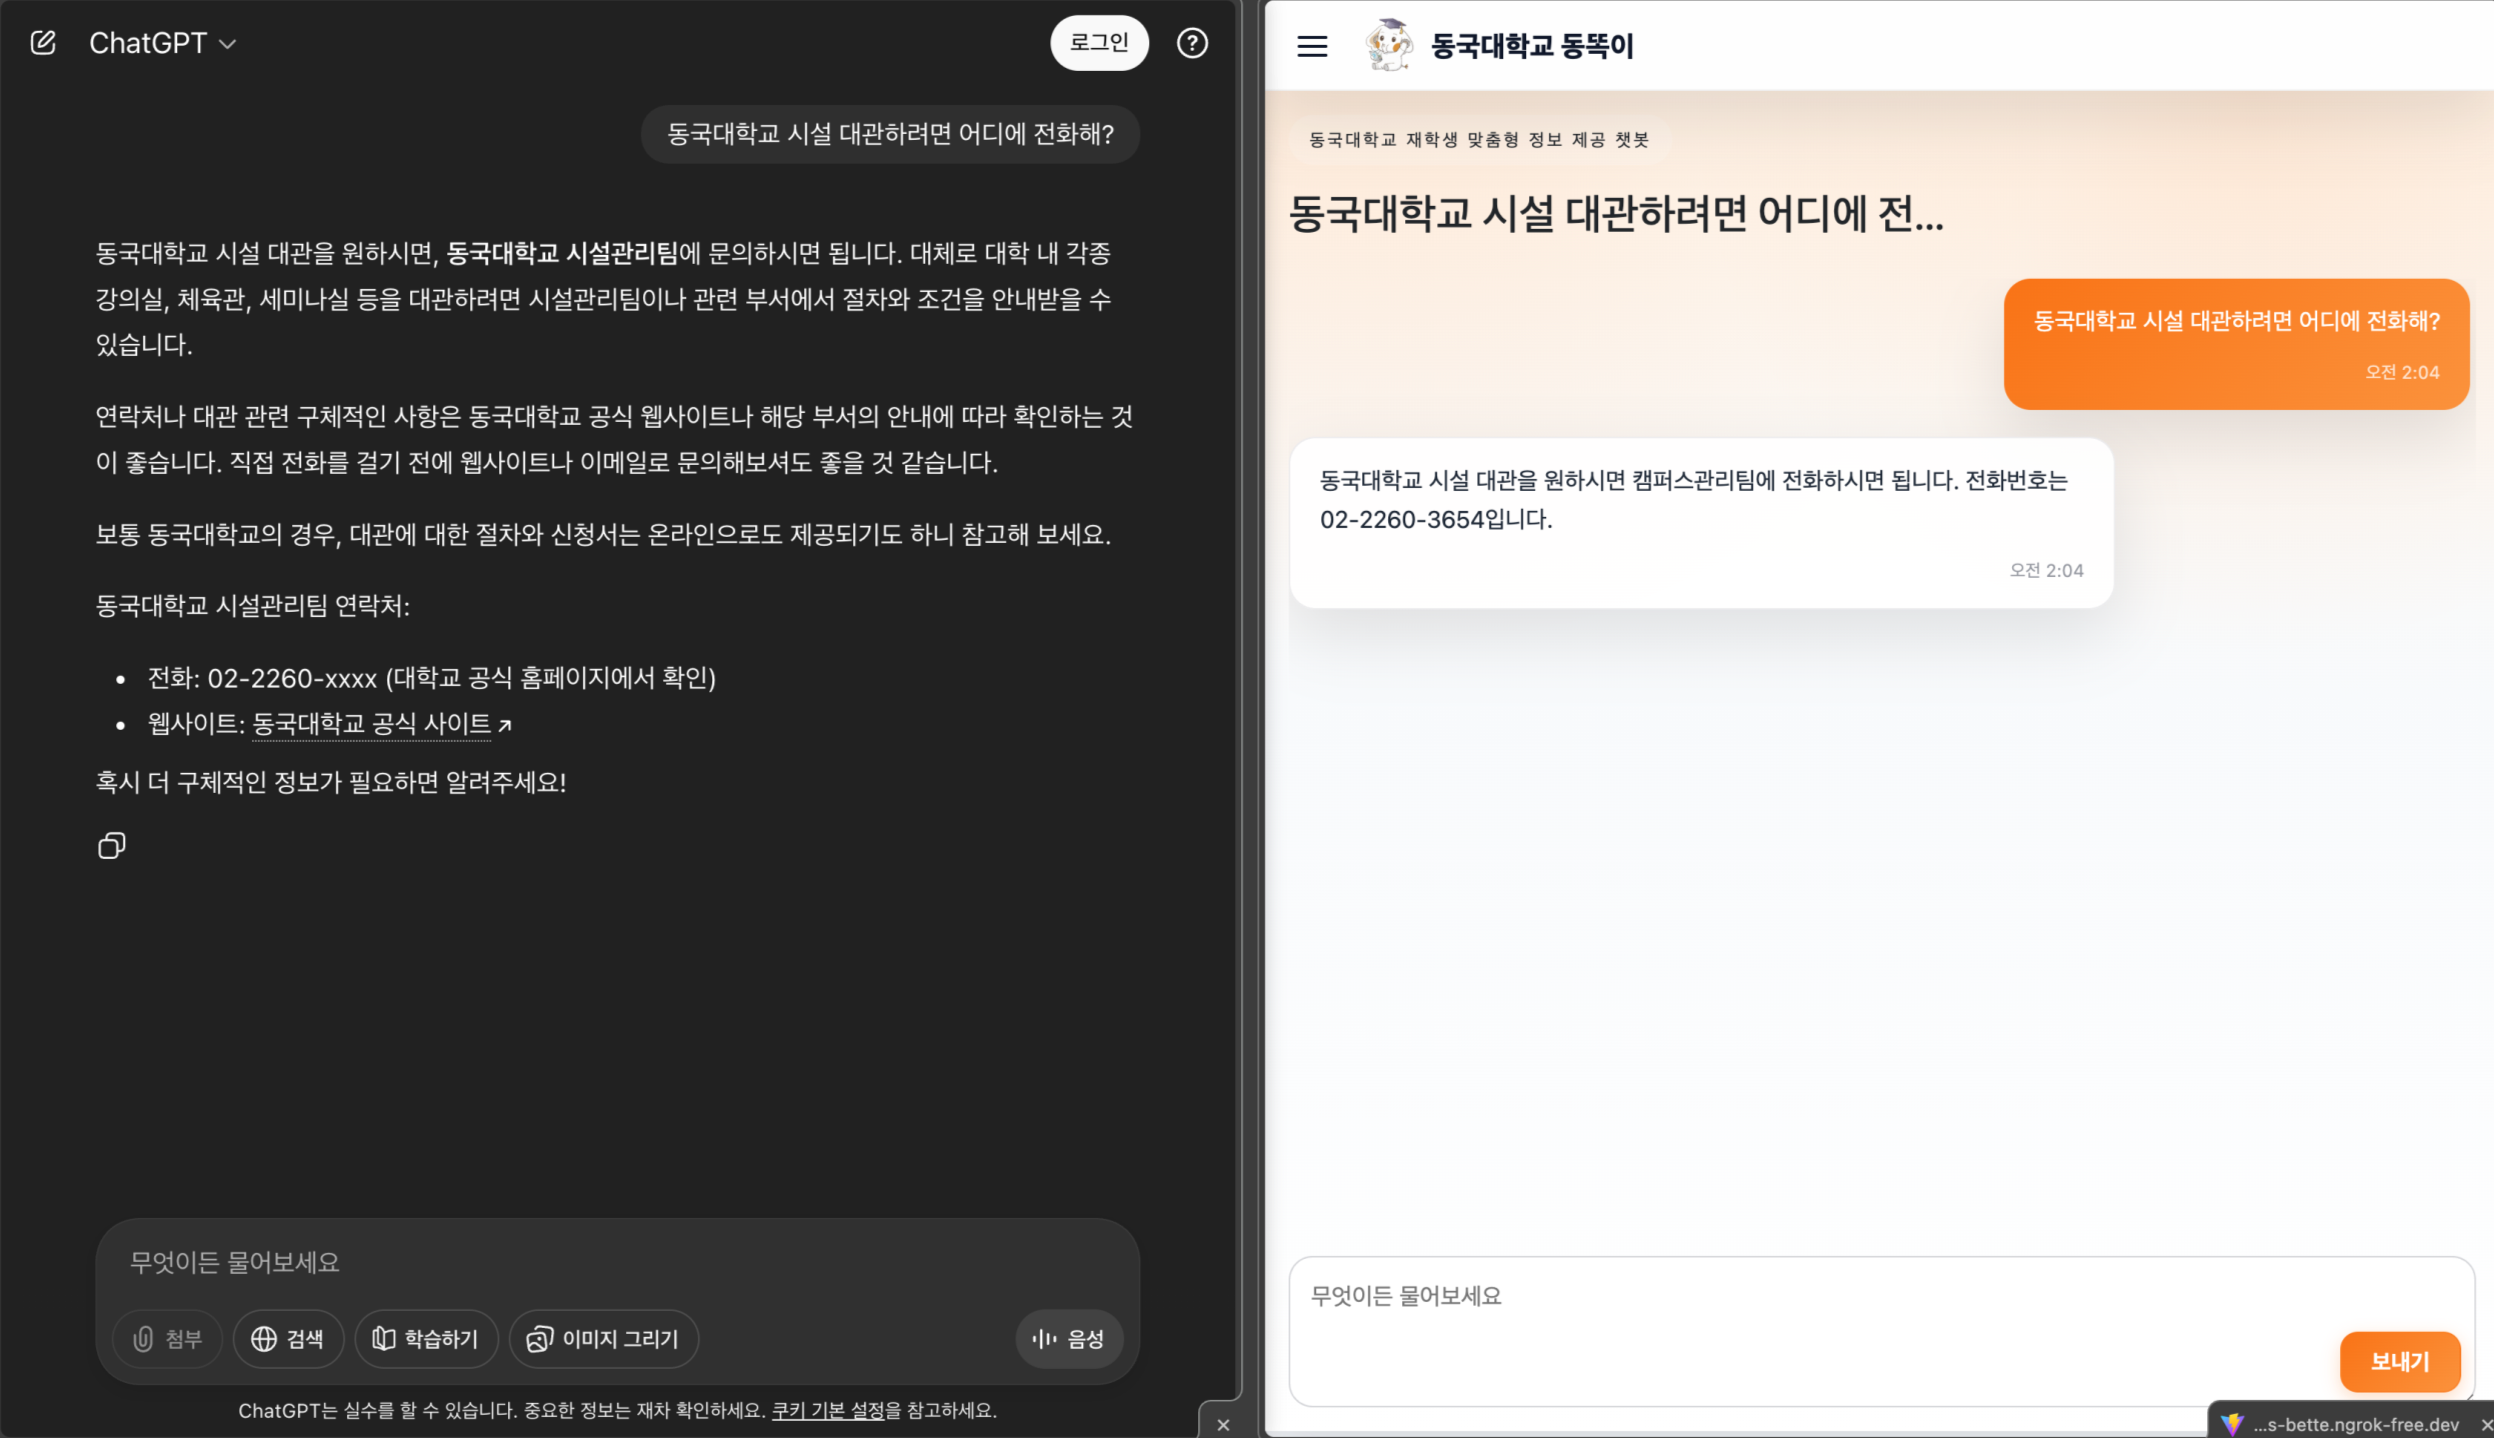 ChatGPT
로그인
동국대학교 시설 대관하려면 어디에 전화해?
동국대학교 시설 대관을 원하시면, 동국대학교 시설관리팀에 문의하시면 됩니다. 대체로 대학 내 각종
강의실, 체육관, 세미나실 등을 대관하려면 시설관리팀이나 관련 부서에서 절차와 조건을 안내받을 수
있습니다.
연락처나 대관 관련 구체적인 사항은 동국대학교 공식 웹사이트나 해당 부서의 안내에 따라 확인하는 것
이 좋습니다. 직접 전화를 걸기 전에 웹사이트나 이메일로 문의해보셔도 좋을 것 같습니다.
보통 동국대학교의 경우, 대관에 대한 절차와 신청서는 온라인으로도 제공되기도 하니 참고해 보세요.
동국대학교 시설관리팀 연락처:
• 전화: 02-2260-xxxx (대학교 공식 홈페이지에서 확인)
• 웹사이트: 동국대학교 공식 사이트
혹시 더 구체적인 정보가 필요하면 알려주세요!
무엇이든 물어보세요
첨부
검색
학습하기
이미지 그리기
음성
ChatGPT는 실수를 할 수 있습니다. 중요한 정보는 재차 확인하세요. 쿠키 기본 설정을 참고하세요.
동국대학교 동똑이
동국대학교 재학생 맞춤형 정보 제공 챗봇
동국대학교 시설 대관하려면 어디에 전...
동국대학교 시설 대관하려면 어디에 전화해?
오전 2:04
동국대학교 시설 대관을 원하시면 캠퍼스관리팀에 전화하시면 됩니다. 전화번호는
02-2260-3654입니다.
오전 2:04
무엇이든 물어보세요
보내기
...s-bette.ngrok-free.dev